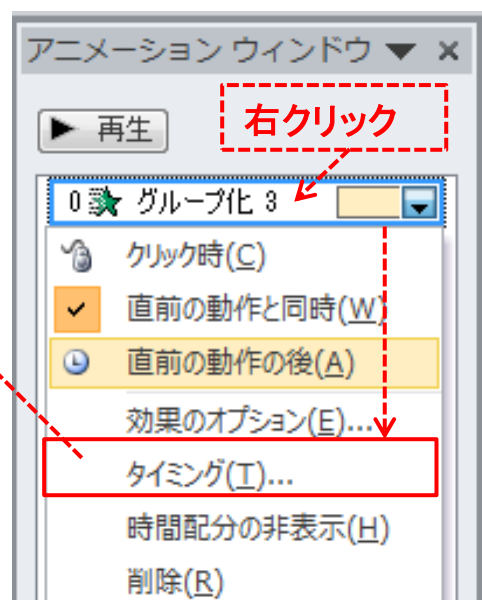 アニメーション ウィンドウ ▼ ×
再生
右クリック
0 グループ化 3
クリック時(C)
直前の動作と同時(W)
直前の動作の後(A)
効果のオプション(E)...
タイミング(T)...
時間配分の非表示(H)
削除(R)